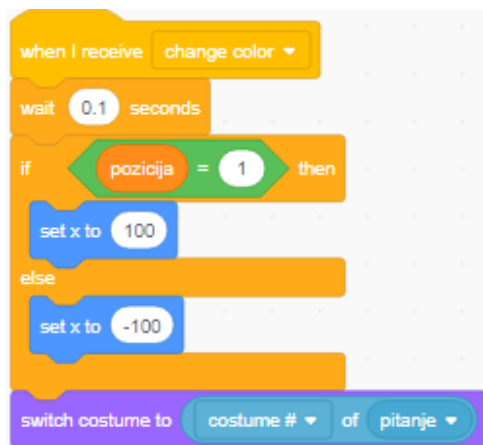 when I receive change color
wait 0.1 seconds
if pozicija = 1 then
set x to 100
else
set x to -100
switch costume to costume # of pitanje